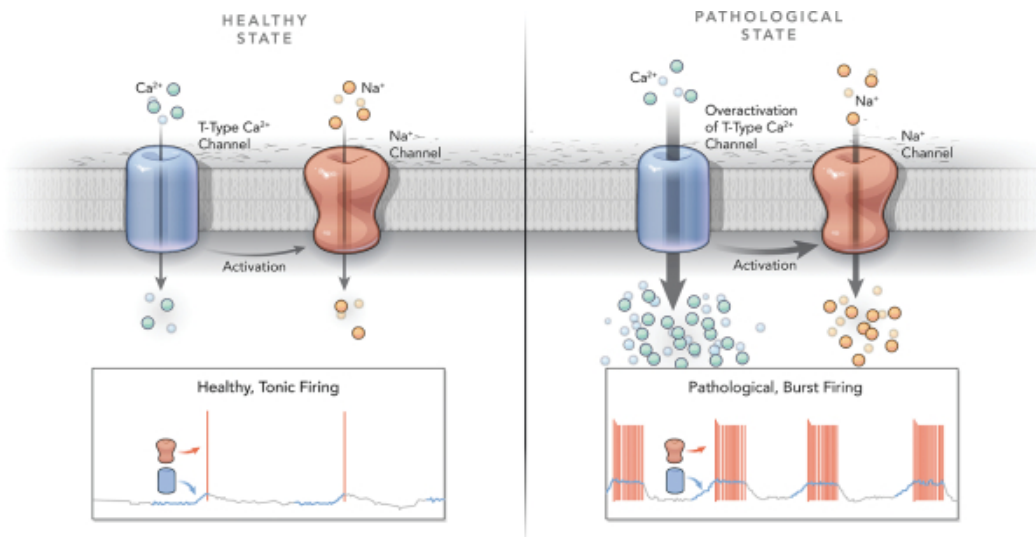 HEALTHY
STATE
Ca²⁺
Na⁺
T-Type Ca²⁺
Channel
Na⁺
Channel
Activation
Healthy, Tonic Firing
PATHOLOGICAL
STATE
Ca²⁺
Na⁺
Overactivation
of T-Type Ca²⁺
Channel
Na⁺
Channel
Activation
Pathological, Burst Firing